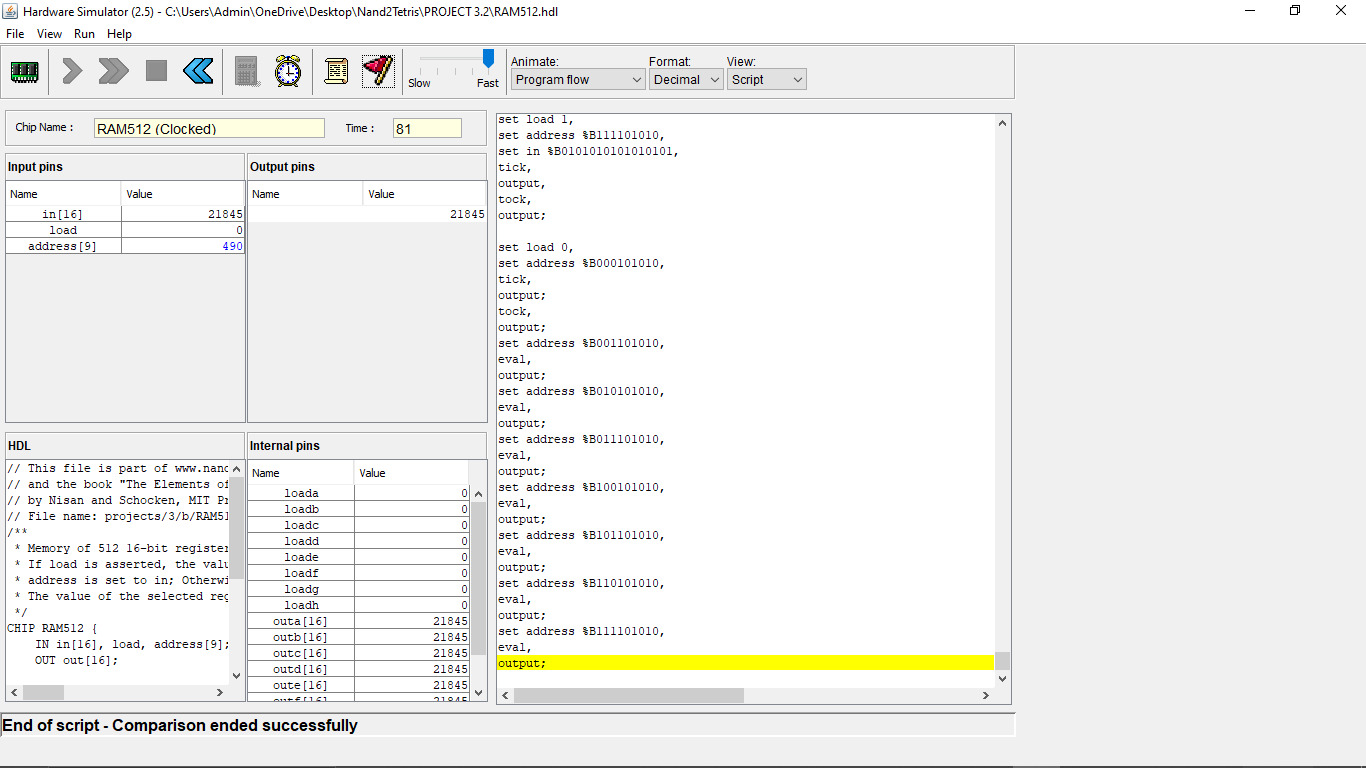 Hardware Simulator (2.5) - C:\Users\Admin\OneDrive\Desktop\Nand2Tetris\PROJECT 3.2\RAM512.hdl
File View Run Help
Slow Fast
Animate: Format: View:
Program flow Decimal Script
Chip Name : RAM512 (Clocked) Time : 81
Input pins
Name Value
in[16] 21845
load 0
address[9] 490
Output pins
Name Value
21845
HDL
// This file is part of www.nand
// and the book "The Elements of
// by Nisan and Schocken, MIT Pr
// File name: projects/3/b/RAM51
/**
* Memory of 512 16-bit register
* If load is asserted, the valu
* address is set to in; Otherwi
* The value of the selected reg
*/
CHIP RAM512 {
IN in[16], load, address[9];
OUT out[16];
Internal pins
Name Value
loada 0
loadb 0
loadc 0
loadd 0
loade 0
loadf 0
loadg 0
loadh 0
outa[16] 21845
outb[16] 21845
outc[16] 21845
outd[16] 21845
oute[16] 21845
outf[16] 21845
set load 1,
set address %B111101010,
set in %B0101010101010101,
tick,
output,
tock,
output;
set load 0,
set address %B000101010,
tick,
output;
tock,
output;
set address %B001101010,
eval,
output;
set address %B010101010,
eval,
output;
set address %B011101010,
eval,
output;
set address %B100101010,
eval,
output;
set address %B101101010,
eval,
output;
set address %B110101010,
eval,
output;
set address %B111101010,
eval,
output;
End of script - Comparison ended successfully